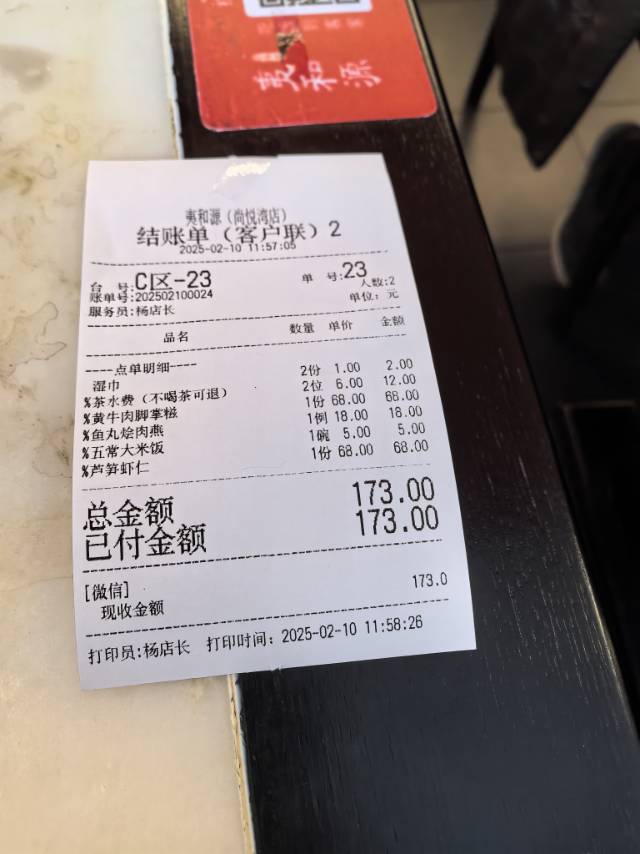 夷和源
夷和源（尚悦湾店）
结账单（客户联）2
2025-02-10 11:57:05
台 号:C区-23 单 号:23
账单号:202502100024 人数:2
服务员:杨店长 单位: 元
品名 数量 单价 金额
----点单明细----
湿巾 2份 1.00 2.00
%茶水费（不喝茶可退） 2位 6.00 12.00
%黄牛肉脚掌糍 1份 68.00 68.00
%鱼丸烩肉燕 1例 18.00 18.00
%五常大米饭 1碗 5.00 5.00
%芦笋虾仁 1份 68.00 68.00
总金额 173.00
已付金额 173.00
[微信]
现收金额 173.0
打印员:杨店长 打印时间: 2025-02-10 11:58:26